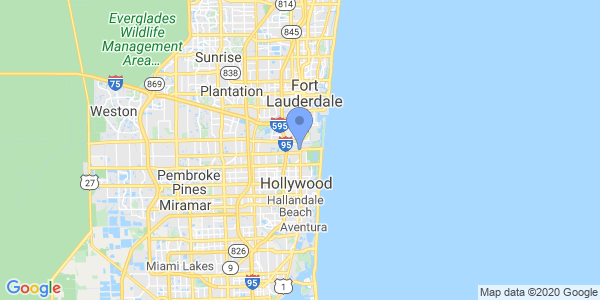 814
Everglades
Wildlife
Management
Area...
845
Sunrise
838
Fort
Lauderdale
75
869
Plantation
Weston
595
95
27
Pembroke
Pines
Hollywood
Miramar
Hallandale
Beach
Aventura
826
Miami Lakes
9
95
1
Google
Map data ©2020 Google